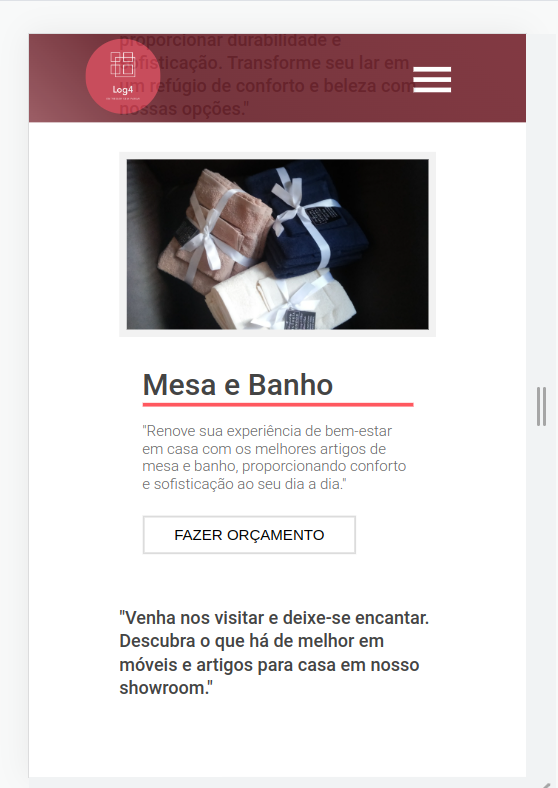 proporcionar durabilidade e
sofisticação. Transforme seu lar em
um refúgio de conforto e beleza com
nossas opções."
Log4
Mesa e Banho
"Renove sua experiência de bem-estar
em casa com os melhores artigos de
mesa e banho, proporcionando conforto
e sofisticação ao seu dia a dia."
FAZER ORÇAMENTO
"Venha nos visitar e deixe-se encantar.
Descubra o que há de melhor em
móveis e artigos para casa em nosso
showroom."